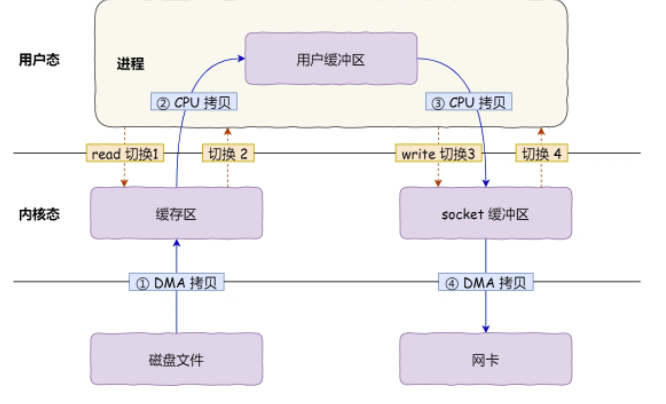 用户态
进程
用户缓冲区
② CPU 拷贝
③ CPU 拷贝
read 切换1
切换 2
write 切换3
切换 4
内核态
缓存区
socket 缓冲区
① DMA 拷贝
④ DMA 拷贝
磁盘文件
网卡